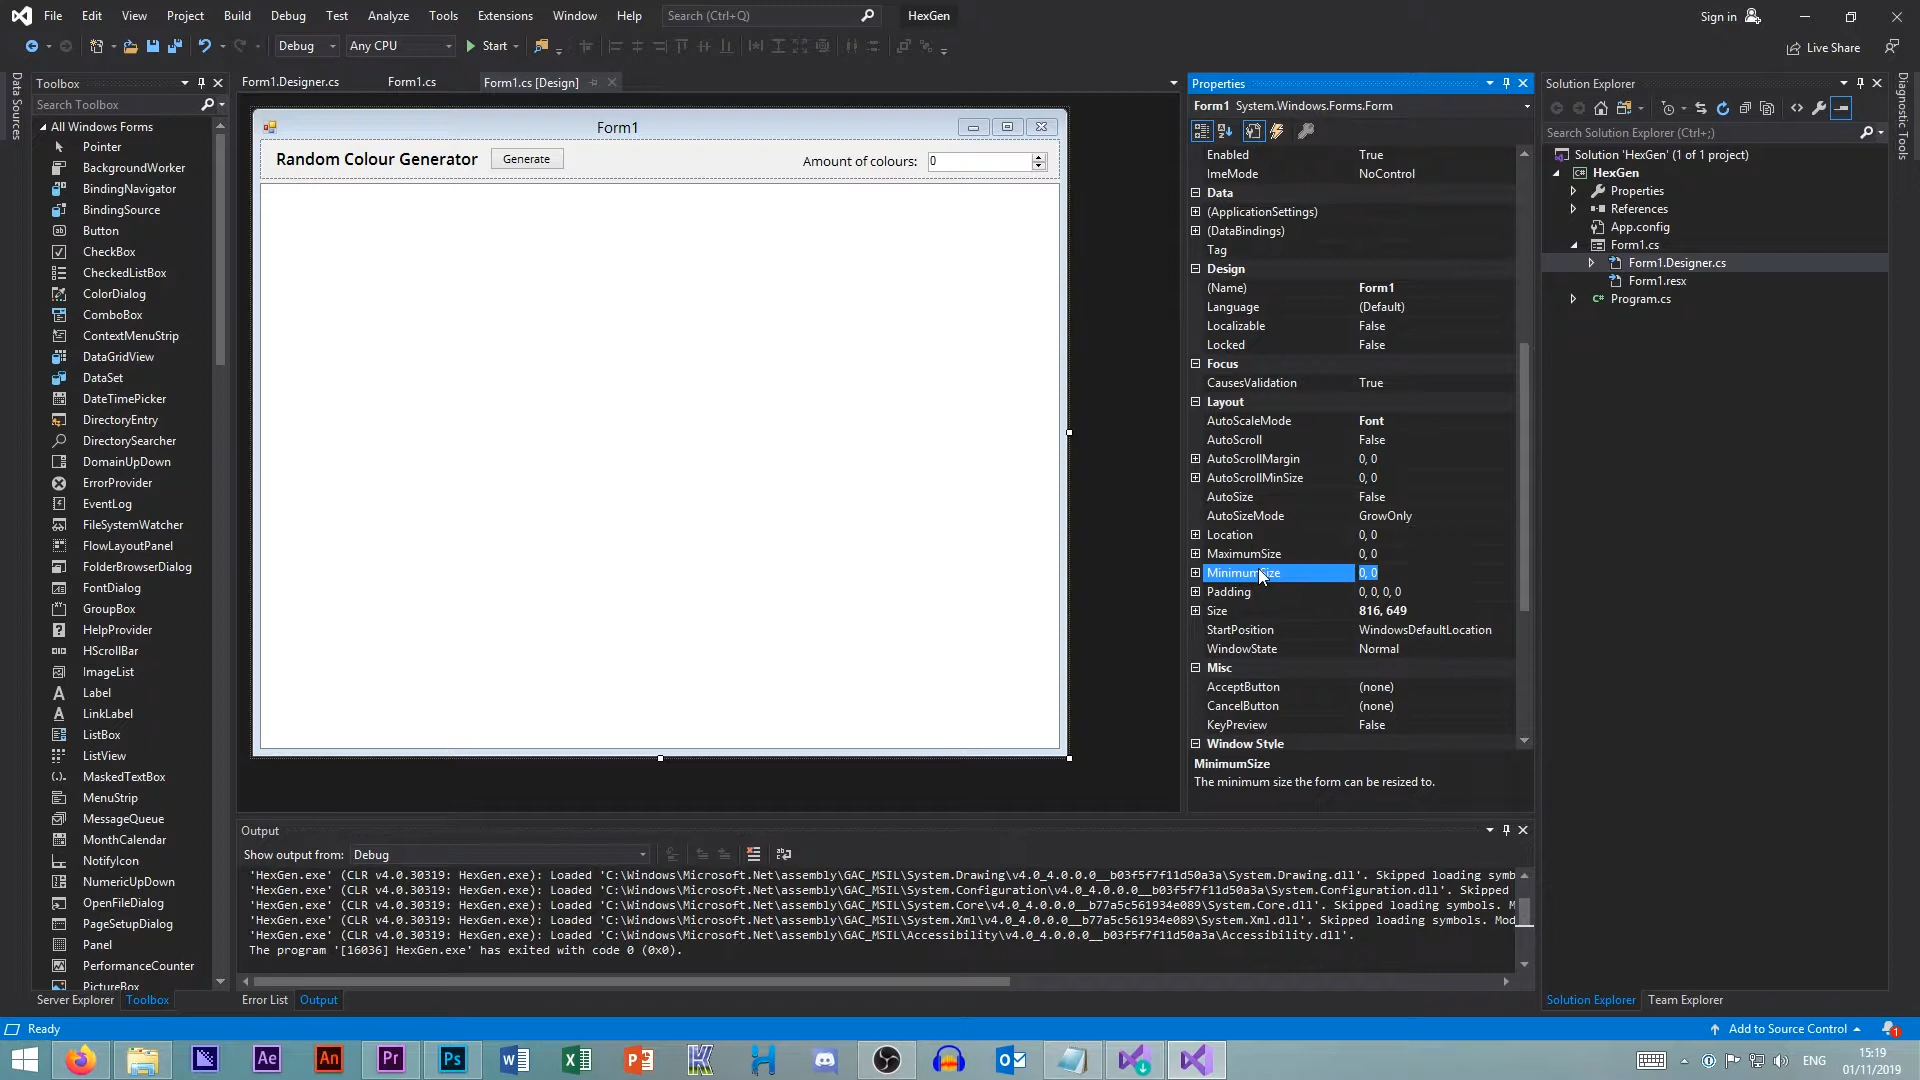 File Edit View Project Build Debug Test Analyze Tools Extensions Window Help Search (Ctrl+Q) HexGen Sign in
Debug Any CPU Start Live Share
Data Sources
Toolbox
Search Toolbox
All Windows Forms
Pointer
BackgroundWorker
BindingNavigator
BindingSource
Button
CheckBox
CheckedListBox
ColorDialog
ComboBox
ContextMenuStrip
DataGridView
DataSet
DateTimePicker
DirectoryEntry
DirectorySearcher
DomainUpDown
ErrorProvider
EventLog
FileSystemWatcher
FlowLayoutPanel
FolderBrowserDialog
FontDialog
GroupBox
HelpProvider
HScrollBar
ImageList
Label
LinkLabel
ListBox
ListView
MaskedTextBox
MenuStrip
MessageQueue
MonthCalendar
NotifyIcon
NumericUpDown
OpenFileDialog
PageSetupDialog
Panel
PerformanceCounter
PictureBox
Server Explorer Toolbox
Form1.Designer.cs Form1.cs Form1.cs [Design]
Form1
Random Colour Generator Generate Amount of colours: 0
Properties
Form1 System.Windows.Forms.Form
Enabled True
ImeMode NoControl
Data
(ApplicationSettings)
(DataBindings)
Tag
Design
(Name) Form1
Language (Default)
Localizable False
Locked False
Focus
CausesValidation True
Layout
AutoScaleMode Font
AutoScroll False
AutoScrollMargin 0, 0
AutoScrollMinSize 0, 0
AutoSize False
AutoSizeMode GrowOnly
Location 0, 0
MaximumSize 0, 0
MinimumSize 0, 0
Padding 0, 0, 0, 0
Size 816, 649
StartPosition WindowsDefaultLocation
WindowState Normal
Misc
AcceptButton (none)
CancelButton (none)
KeyPreview False
Window Style
MinimumSize
The minimum size the form can be resized to.
Solution Explorer
Search Solution Explorer (Ctrl+;)
Solution 'HexGen' (1 of 1 project)
HexGen
Properties
References
App.config
Form1.cs
Form1.Designer.cs
Form1.resx
Program.cs
Solution Explorer Team Explorer
Diagnostic Tools
Output
Show output from: Debug
'HexGen.exe' (CLR v4.0.30319: HexGen.exe): Loaded 'C:\Windows\Microsoft.Net\assembly\GAC_MSIL\System.Drawing\v4.0_4.0.0.0__b03f5f7f11d50a3a\System.Drawing.dll'. Skipped loading symb
'HexGen.exe' (CLR v4.0.30319: HexGen.exe): Loaded 'C:\Windows\Microsoft.Net\assembly\GAC_MSIL\System.Configuration\v4.0_4.0.0.0__b03f5f7f11d50a3a\System.Configuration.dll'. Skipped
'HexGen.exe' (CLR v4.0.30319: HexGen.exe): Loaded 'C:\Windows\Microsoft.Net\assembly\GAC_MSIL\System.Core\v4.0_4.0.0.0__b77a5c561934e089\System.Core.dll'. Skipped loading symbols. M
'HexGen.exe' (CLR v4.0.30319: HexGen.exe): Loaded 'C:\Windows\Microsoft.Net\assembly\GAC_MSIL\System.Xml\v4.0_4.0.0.0__b77a5c561934e089\System.Xml.dll'. Skipped loading symbols. Mod
'HexGen.exe' (CLR v4.0.30319: HexGen.exe): Loaded 'C:\Windows\Microsoft.Net\assembly\GAC_MSIL\Accessibility\v4.0_4.0.0.0__b03f5f7f11d50a3a\Accessibility.dll'.
The program '[16036] HexGen.exe' has exited with code 0 (0x0).
Error List Output
Ready Add to Source Control 1
Ae An Pr Ps ENG 15:19
01/11/2019